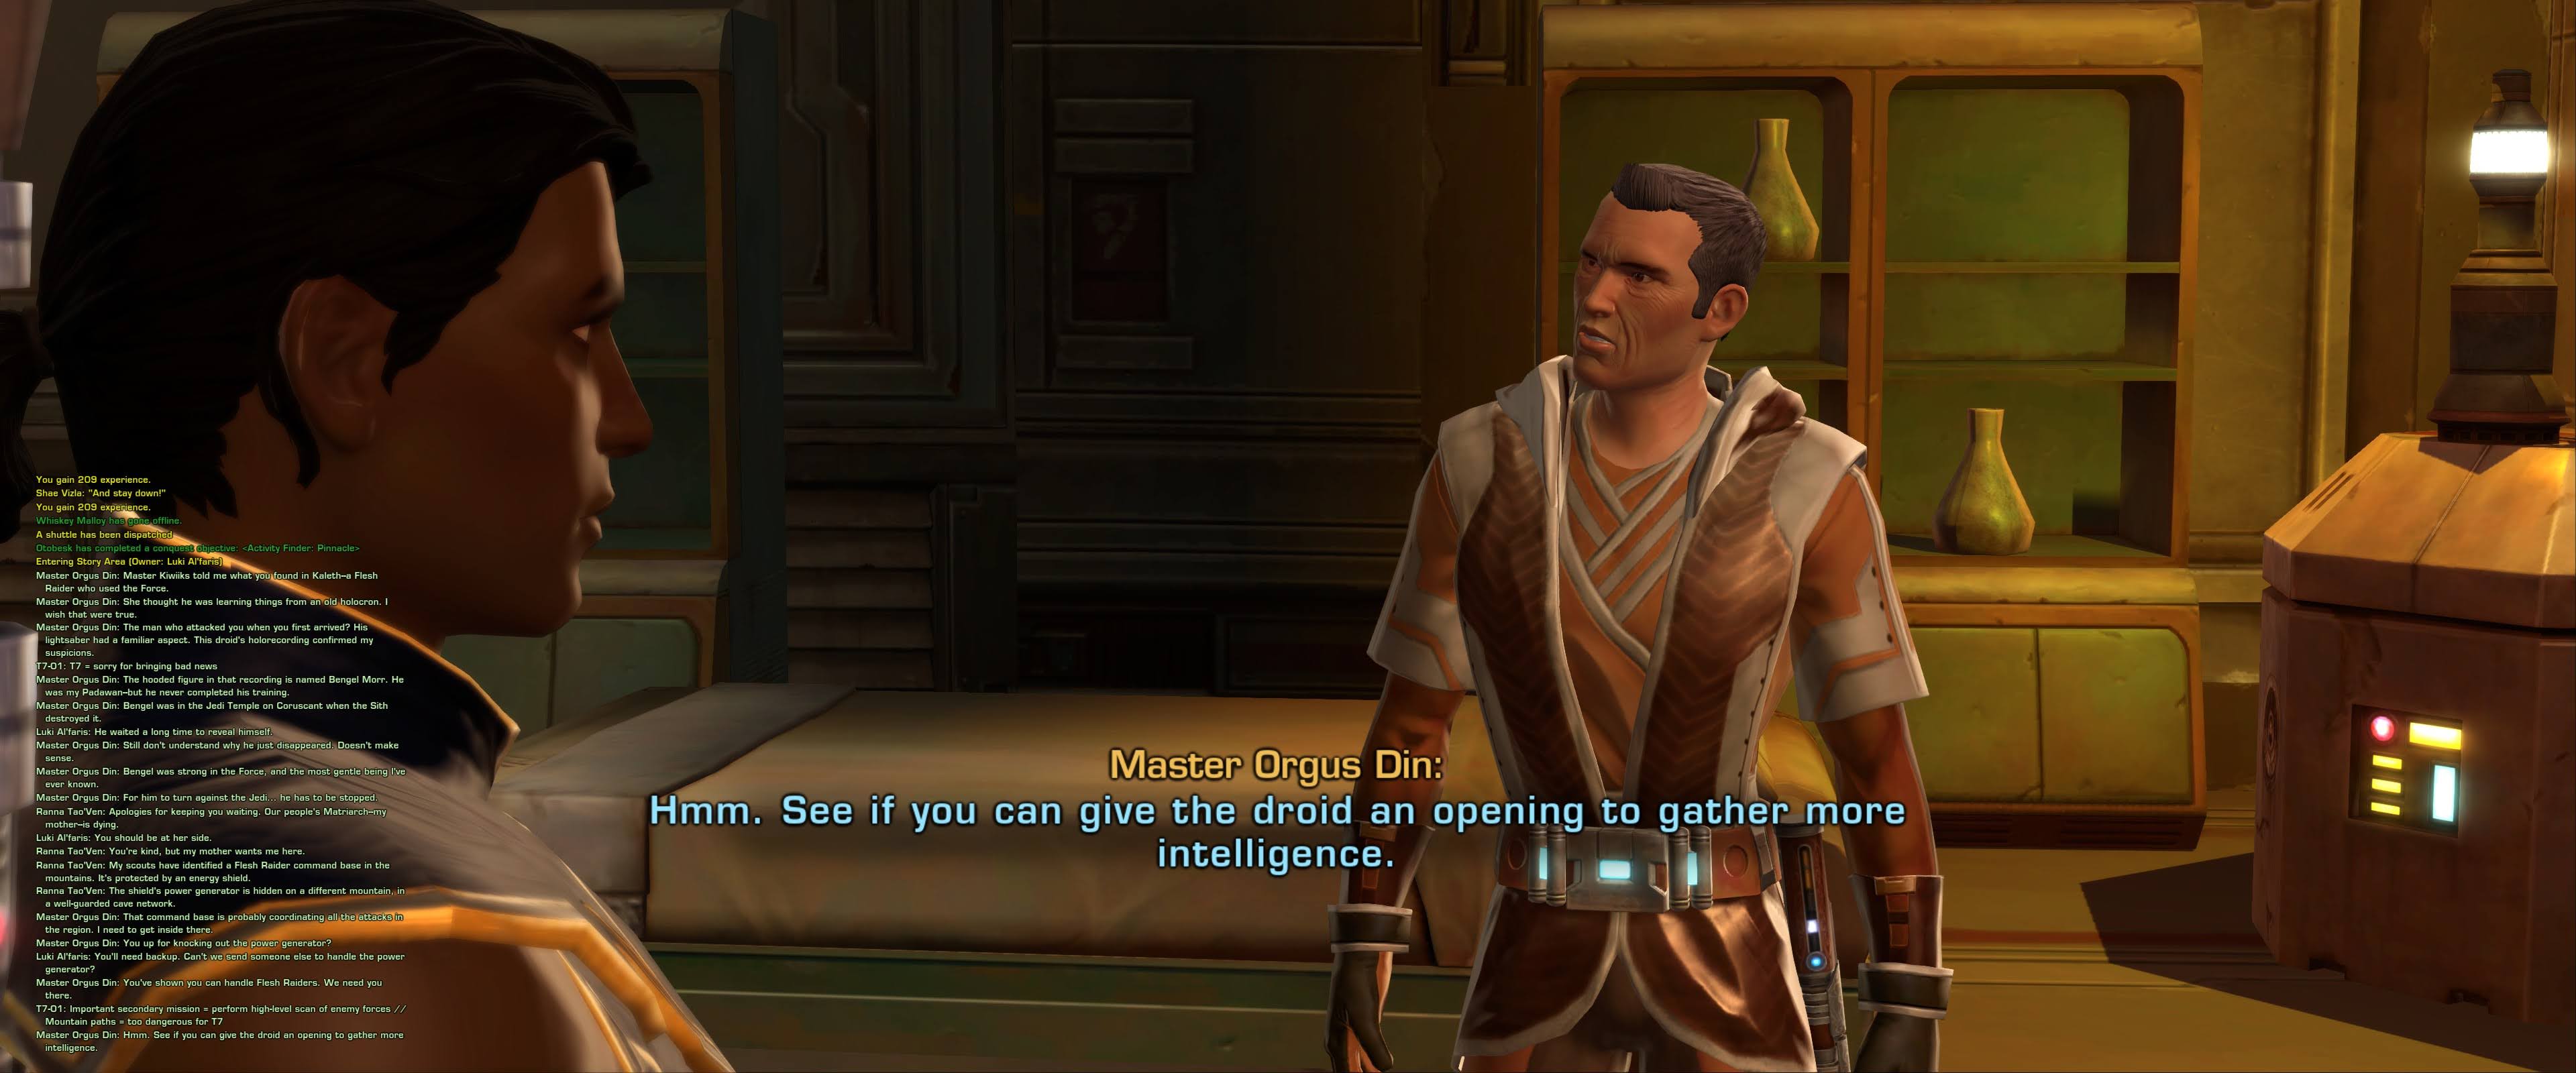 You gain 209 experience.
Shae Vizla: "And stay down!"
You gain 209 experience.
Whiskey Malloy has gone offline.
A shuttle has been dispatched
Otobesk has completed a conquest objective: <Activity Finder: Pinnacle>
Entering Story Area (Owner: Luki Al'faris)
Master Orgus Din: Master Kiwiiks told me what you found in Kaleth—a Flesh
Raider who used the Force.
Master Orgus Din: She thought he was learning things from an old holocron. I
wish that were true.
Master Orgus Din: The man who attacked you when you first arrived? His
lightsaber had a familiar aspect. This droid's holorecording confirmed my
suspicions.
T7-01: T7 = sorry for bringing bad news
Master Orgus Din: The hooded figure in that recording is named Bengel Morr. He
was my Padawan—but he never completed his training.
Master Orgus Din: Bengel was in the Jedi Temple on Coruscant when the Sith
destroyed it.
Luki Al'faris: He waited a long time to reveal himself.
Master Orgus Din: Still don't understand why he just disappeared. Doesn't make
sense.
Master Orgus Din: Bengel was strong in the Force, and the most gentle being I've
ever known.
Master Orgus Din: For him to turn against the Jedi... he has to be stopped.
Ranna Tao'Ven: Apologies for keeping you waiting. Our people's Matriarch—my
mother—is dying.
Luki Al'faris: You should be at her side.
Ranna Tao'Ven: You're kind, but my mother wants me here.
Ranna Tao'Ven: My scouts have identified a Flesh Raider command base in the
mountains. It's protected by an energy shield.
Ranna Tao'Ven: The shield's power generator is hidden on a different mountain, in
a well-guarded cave network.
Master Orgus Din: That command base is probably coordinating all the attacks in
the region. I need to get inside there.
Master Orgus Din: You up for knocking out the power generator?
Luki Al'faris: You'll need backup. Can't we send someone else to handle the power
generator?
Master Orgus Din: You've shown you can handle Flesh Raiders. We need you
there.
T7-01: Important secondary mission = perform high-level scan of enemy forces //
Mountain paths = too dangerous for T7
Master Orgus Din: Hmm. See if you can give the droid an opening to gather more
intelligence.
Master Orgus Din:
Hmm. See if you can give the droid an opening to gather more
intelligence.